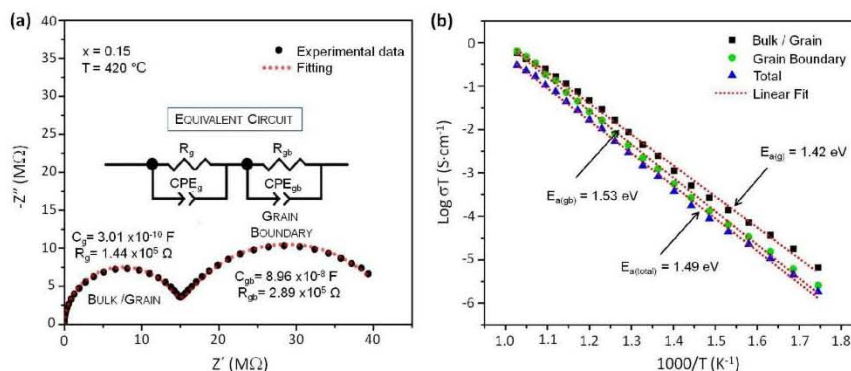 (a)
40
35
30
25
20
15
10
5
0
-Z″ (MΩ)
x = 0.15
T = 420 °C
Experimental data
Fitting
EQUIVALENT CIRCUIT
Rg Rgb
CPEg CPEgb
GRAIN
BOUNDARY
Cg = 3.01 x10-10 F
Rg = 1.44 x10⁵ Ω
Cgb = 8.96 x10-8 F
Rgb = 2.89 x10⁵ Ω
BULK /GRAIN
0 10 20 30 40 50
Z′ (MΩ)
(b)
0
-1
-2
-3
-4
-5
-6
Log σT (S·cm⁻¹)
Bulk / Grain
Grain Boundary
Total
Linear Fit
Ea(g) = 1.42 eV
Ea(gb) = 1.53 eV
Ea(total) = 1.49 eV
1.0 1.1 1.2 1.3 1.4 1.5 1.6 1.7 1.8
1000/T (K⁻¹)